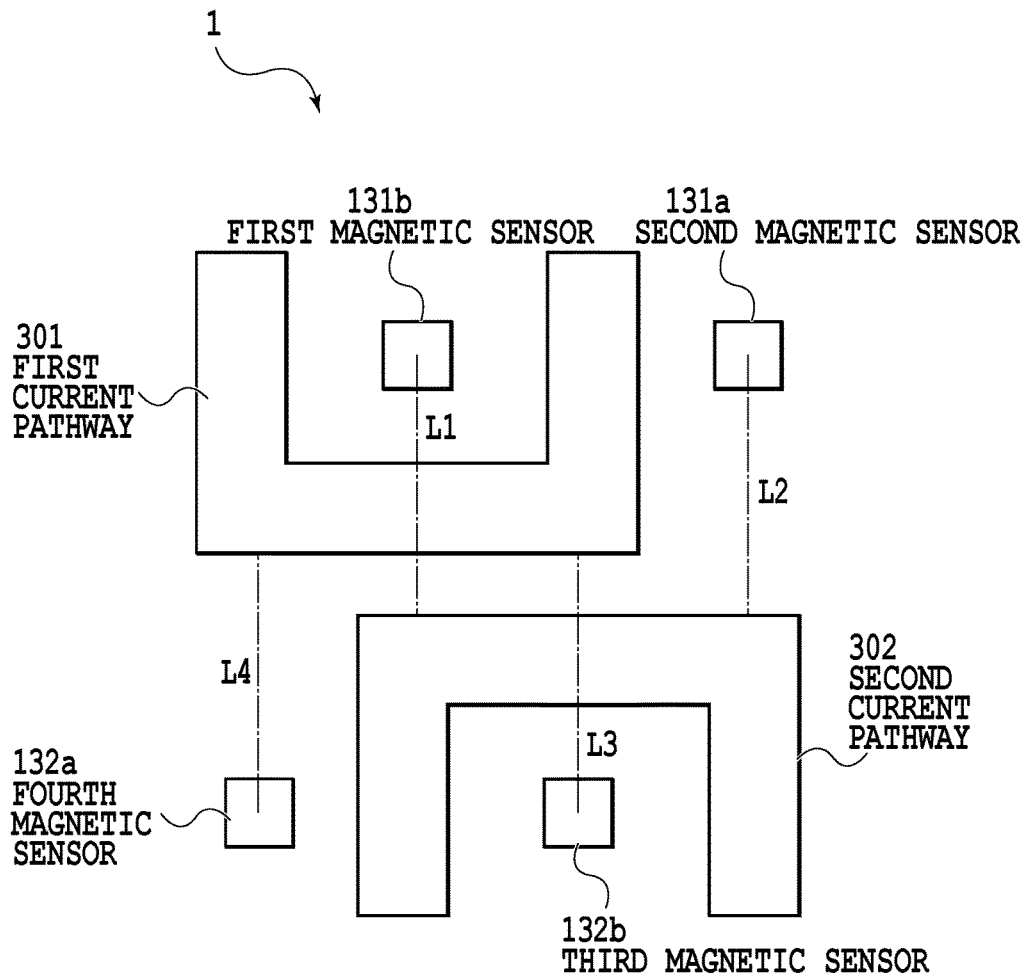 1
131b
FIRST MAGNETIC SENSOR
131a
SECOND MAGNETIC SENSOR
301
FIRST
CURRENT
PATHWAY
L1
L2
L4
L3
302
SECOND
CURRENT
PATHWAY
132a
FOURTH
MAGNETIC
SENSOR
132b
THIRD MAGNETIC SENSOR